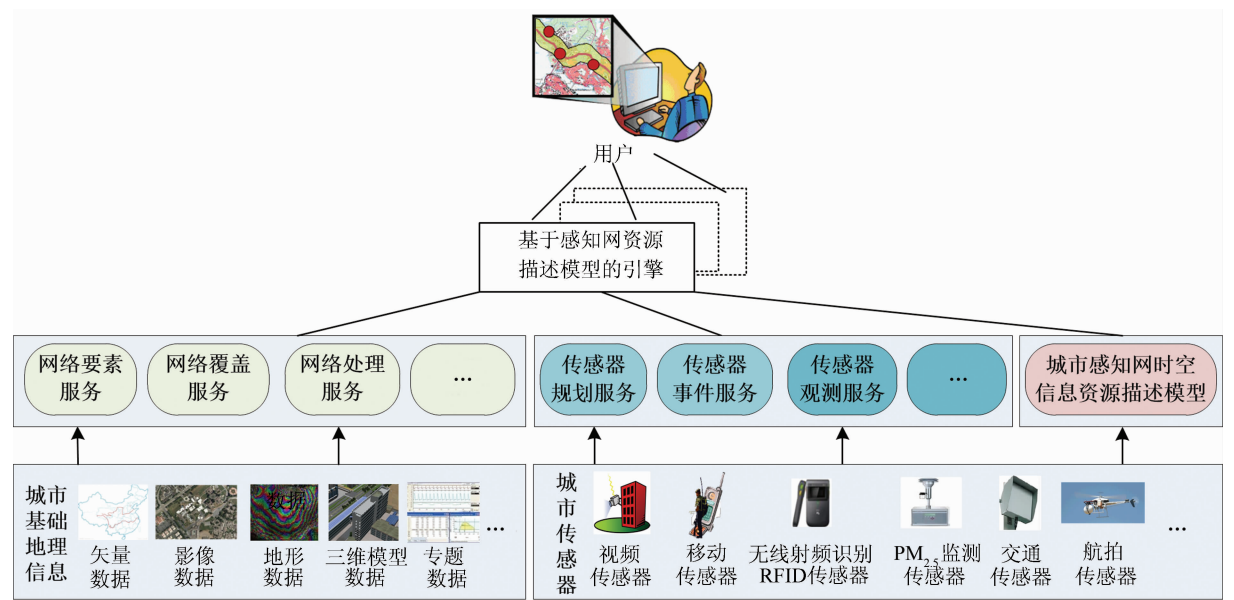 用户
基于感知网资源
描述模型的引擎
网络要素
服务
网络覆盖
服务
网络处理
服务
...
传感器
规划服务
传感器
事件服务
传感器
观测服务
...
城市感知网时空
信息资源描述模型
城市
基础
地理
信息
矢量
数据
影像
数据
数据
地形
数据
三维模型
数据
专题
数据
...
城
市
传
感
器
视频
传感器
移动
传感器
无线射频识别
RFID传感器
PM2.5监测
传感器
交通
传感器
航拍
传感器
...